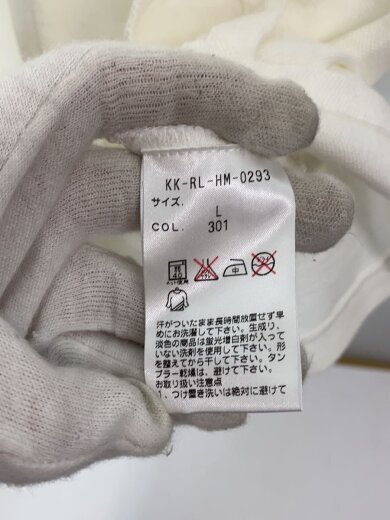 KK-RL-HM-0293
サイズ. L
COL. 301
40
中
汗がついたまま長時間放置せず早
めにお洗濯して下さい。生成り、
淡色の商品は蛍光増白剤が入って
いない洗剤を使用して下さい。形
を整えてから干して下さい。タン
ブラー乾燥は、避けて下さい。
お取り扱い注意点
1、つけ置き洗いは絶対に避けて